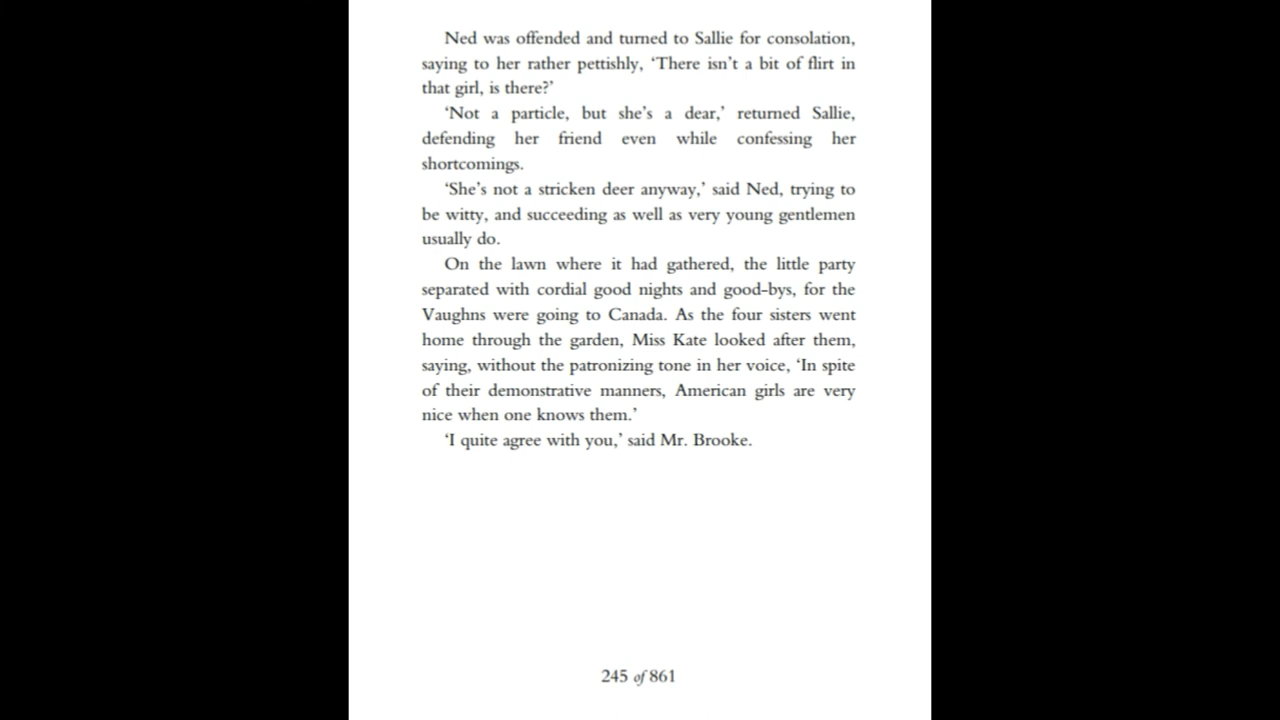 Ned was offended and turned to Sallie for consolation,
saying to her rather pettishly, ‘There isn’t a bit of flirt in
that girl, is there?’
‘Not a particle, but she’s a dear,’ returned Sallie,
defending her friend even while confessing her
shortcomings.
‘She’s not a stricken deer anyway,’ said Ned, trying to
be witty, and succeeding as well as very young gentlemen
usually do.
On the lawn where it had gathered, the little party
separated with cordial good nights and good-bys, for the
Vaughns were going to Canada. As the four sisters went
home through the garden, Miss Kate looked after them,
saying, without the patronizing tone in her voice, ‘In spite
of their demonstrative manners, American girls are very
nice when one knows them.’
‘I quite agree with you,’ said Mr. Brooke.
245 of 861